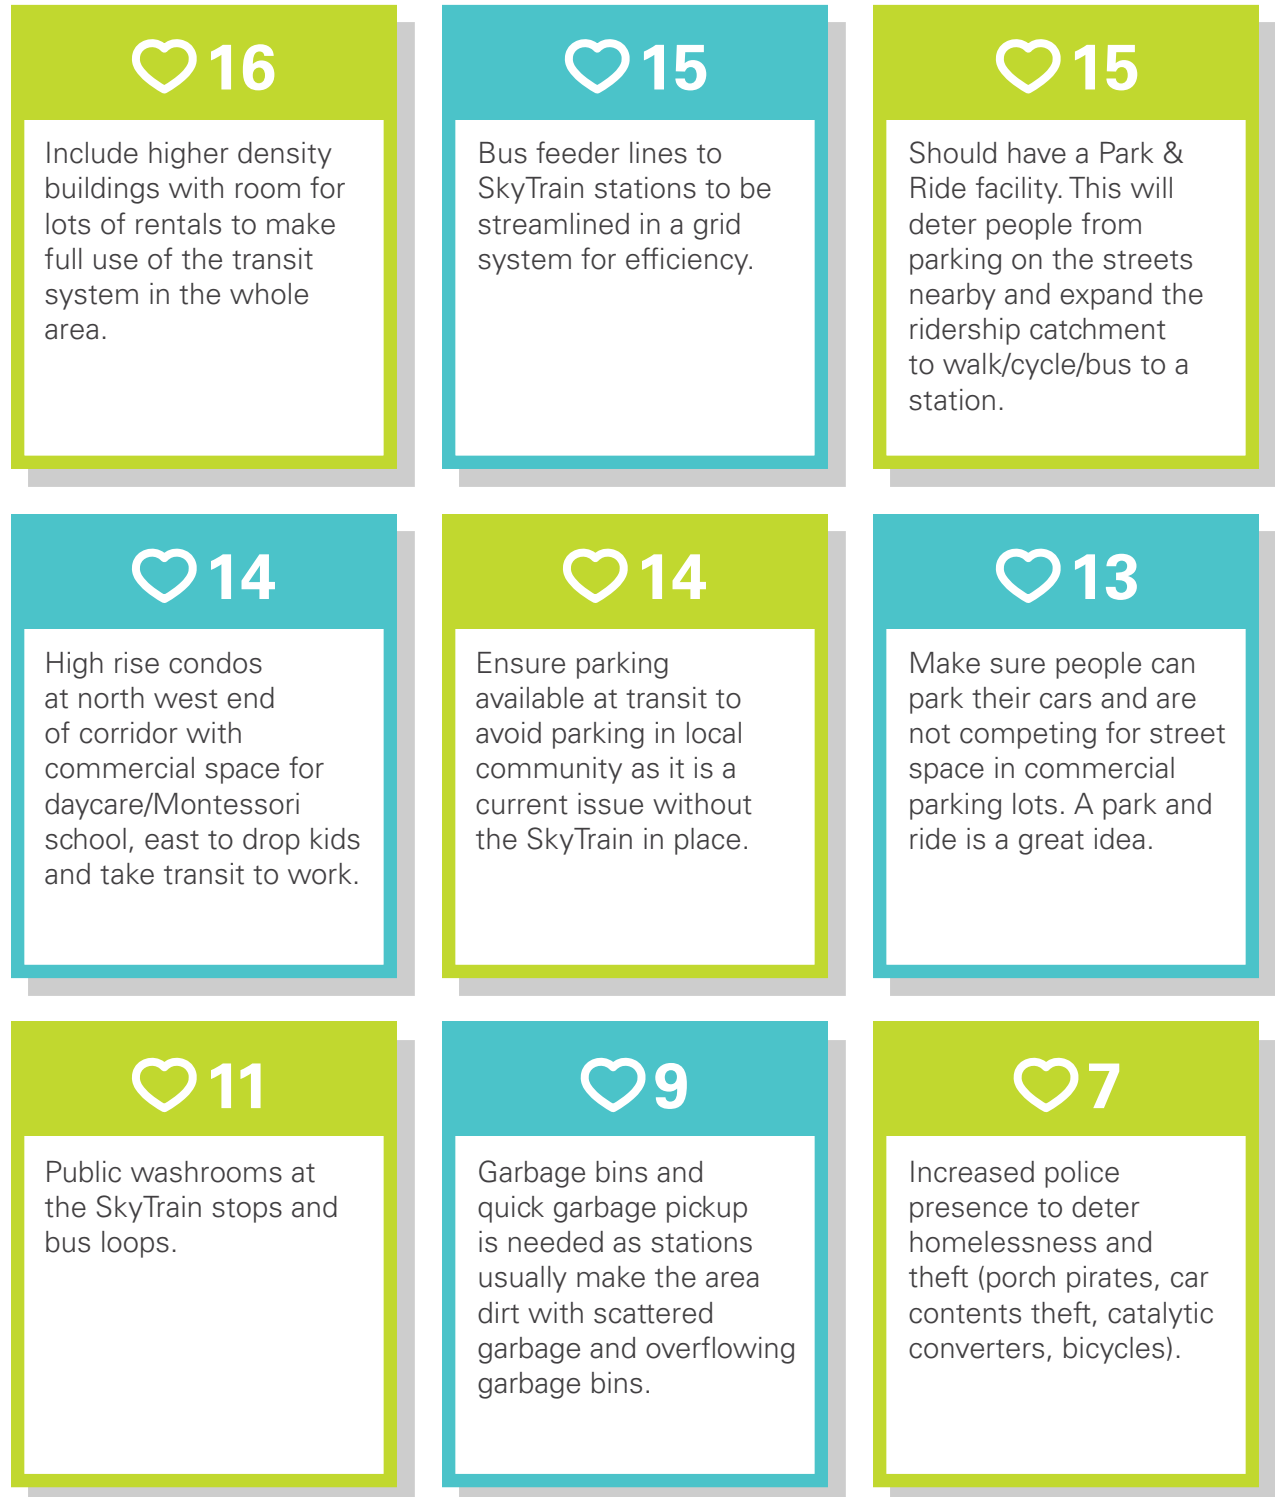 16
Include higher density
buildings with room for
lots of rentals to make
full use of the transit
system in the whole
area.
15
Bus feeder lines to
SkyTrain stations to be
streamlined in a grid
system for efficiency.
15
Should have a Park &
Ride facility. This will
deter people from
parking on the streets
nearby and expand the
ridership catchment
to walk/cycle/bus to a
station.
14
High rise condos
at north west end
of corridor with
commercial space for
daycare/Montessori
school, east to drop kids
and take transit to work.
14
Ensure parking
available at transit to
avoid parking in local
community as it is a
current issue without
the SkyTrain in place.
13
Make sure people can
park their cars and are
not competing for street
space in commercial
parking lots. A park and
ride is a great idea.
11
Public washrooms at
the SkyTrain stops and
bus loops.
9
Garbage bins and
quick garbage pickup
is needed as stations
usually make the area
dirt with scattered
garbage and overflowing
garbage bins.
7
Increased police
presence to deter
homelessness and
theft (porch pirates, car
contents theft, catalytic
converters, bicycles).